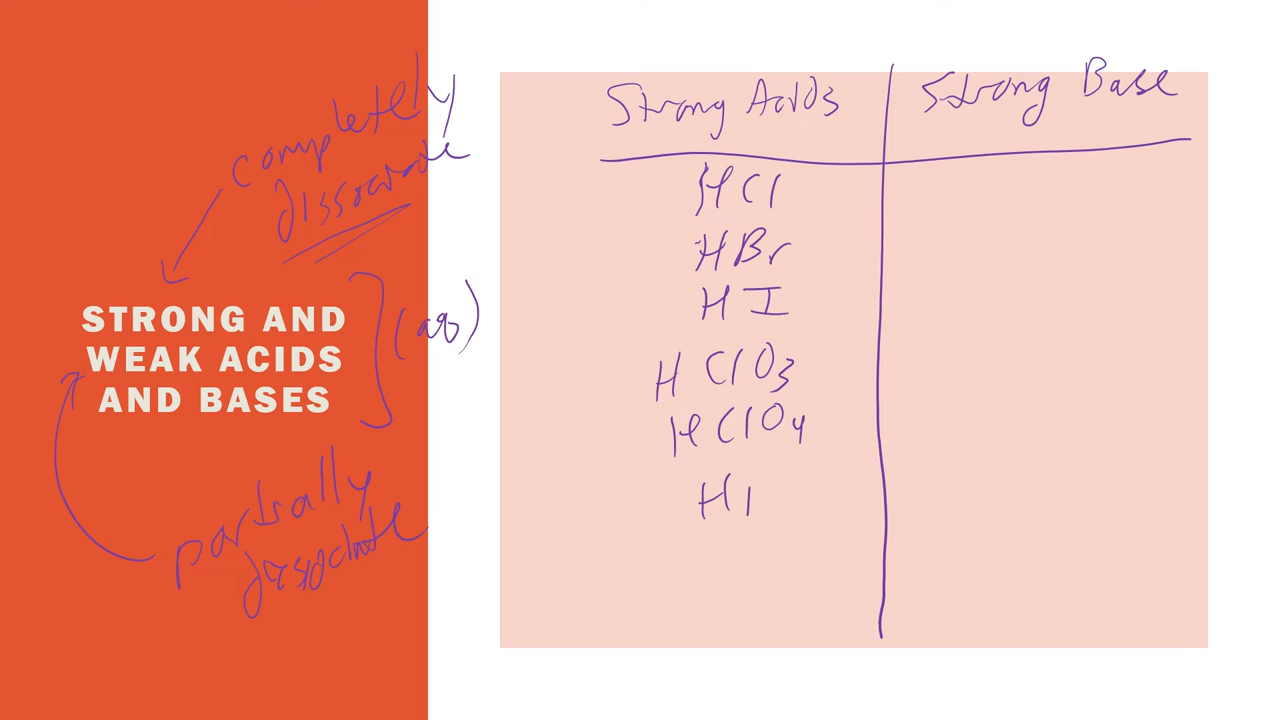 completely
dissociate
STRONG AND
WEAK ACIDS
AND BASES
(aq)
partially
dissociate
Strong Acids
Strong Base
HCl
HBr
HI
HClO3
HClO4
HI